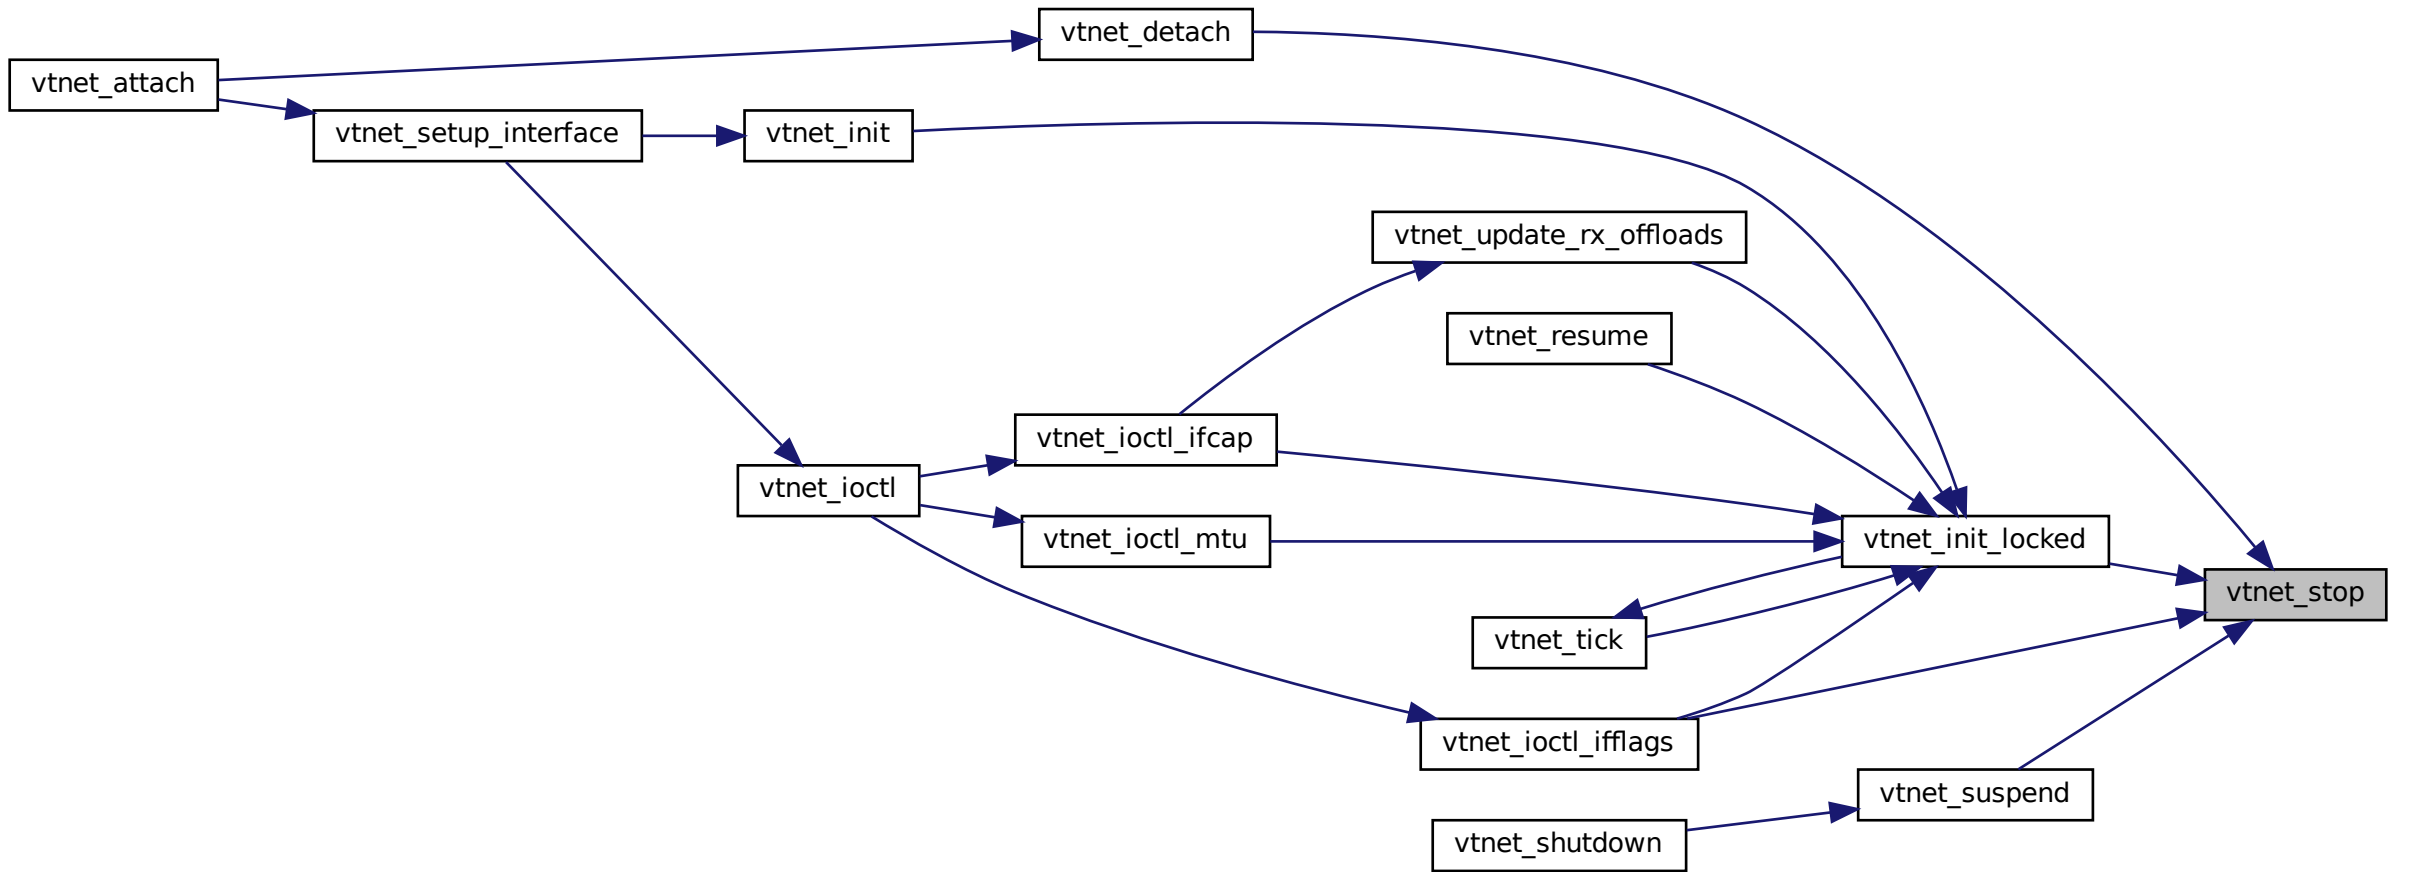 vtnet_detach
vtnet_attach
vtnet_setup_interface
vtnet_init
vtnet_update_rx_offloads
vtnet_resume
vtnet_ioctl_ifcap
vtnet_ioctl
vtnet_ioctl_mtu
vtnet_init_locked
vtnet_stop
vtnet_tick
vtnet_ioctl_ifflags
vtnet_suspend
vtnet_shutdown